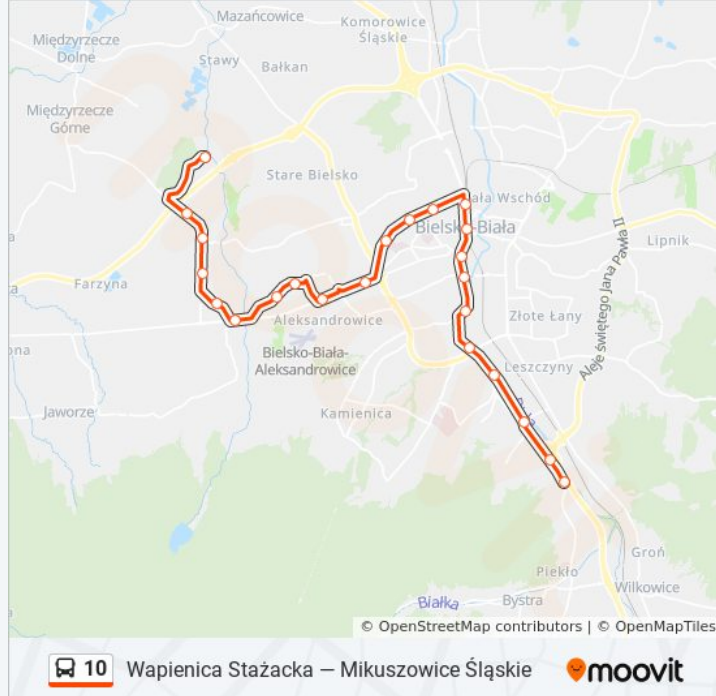 Mazańcowice
Komorowice
Śląskie
Międzyrzecze
Dolne
Stawy
Bałkan
Międzyrzecze
Górne
Stare Bielsko
ała Wschód
Bielsko-Biała
Lipnik
Aleje świętego Jana Pawła II
Farzyna
Złote Łany
Aleksandrowice
Bielsko-Biała-
Aleksandrowice
Leszczyny
Jaworze
Kamienica
Groń
Piekło
Wilkowice
Białka
Bystra
© OpenStreetMap contributors | © OpenMapTiles
10 Wapienica Stażacka — Mikuszowice Śląskie moovit